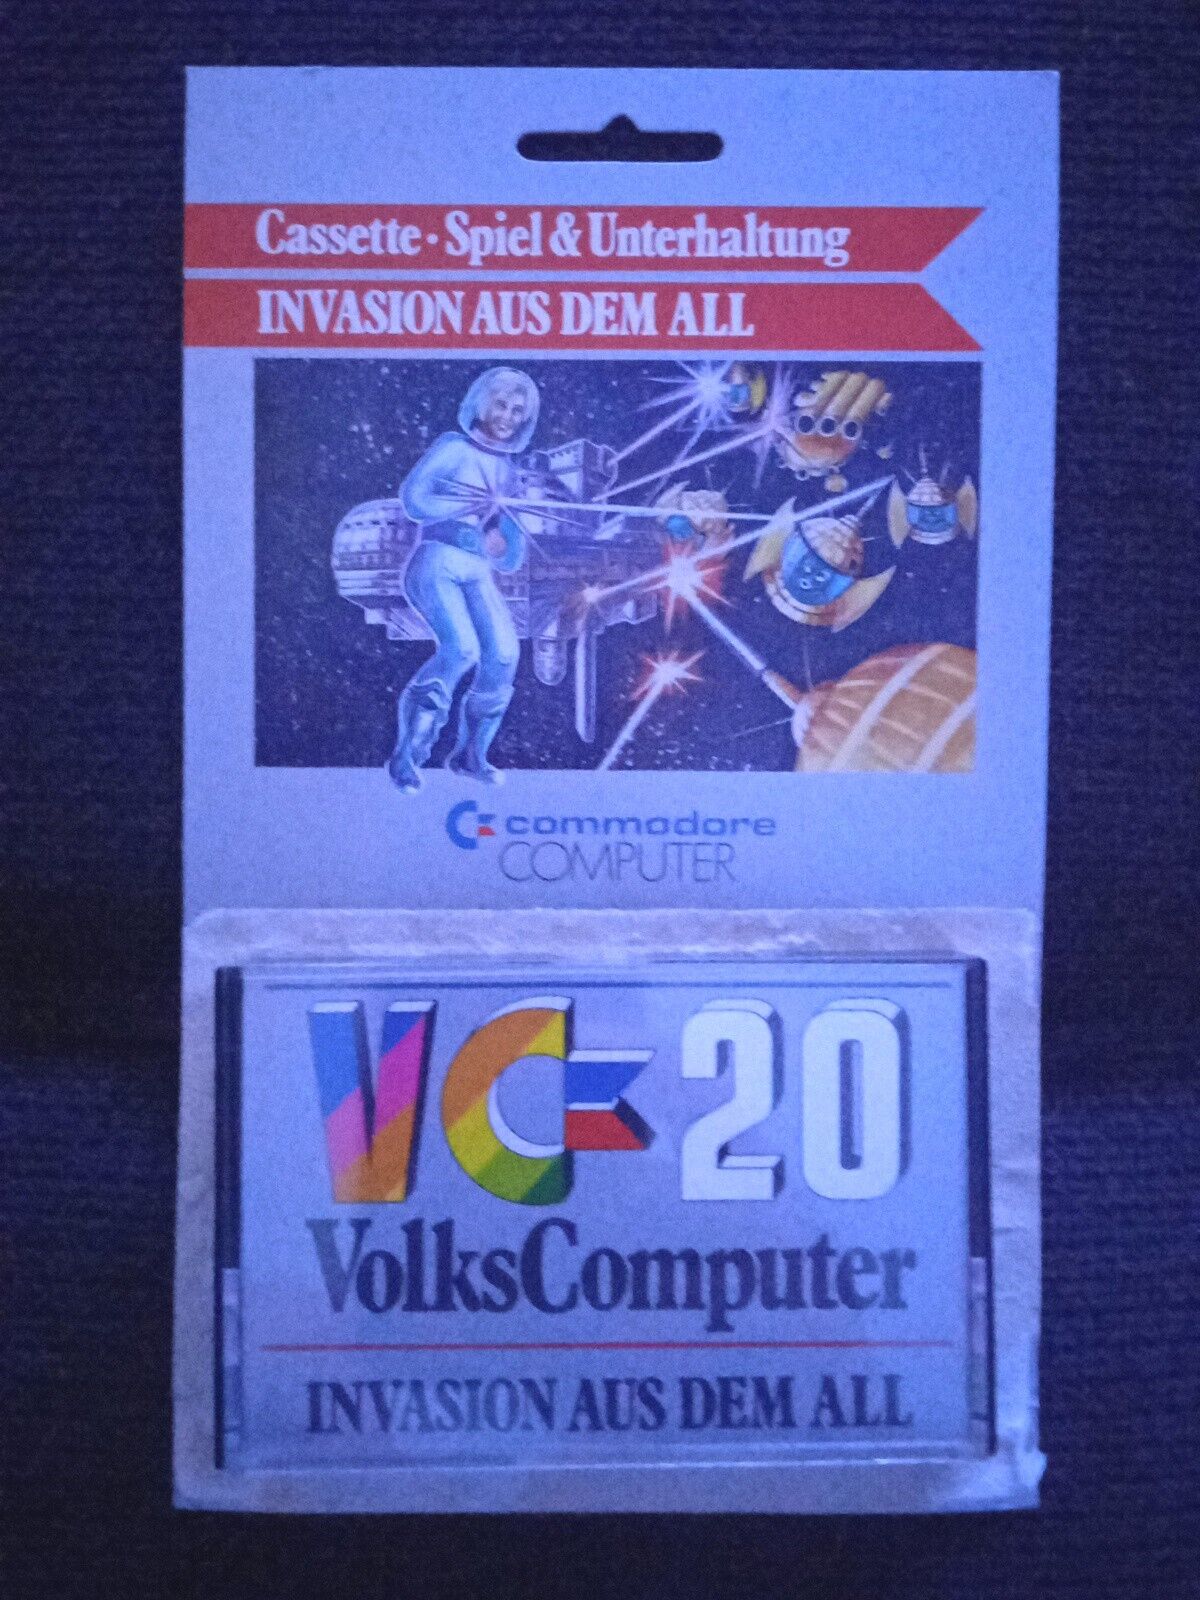 Cassette · Spiel & Unterhaltung
INVASION AUS DEM ALL
commodore
COMPUTER
VC 20
VolksComputer
INVASION AUS DEM ALL